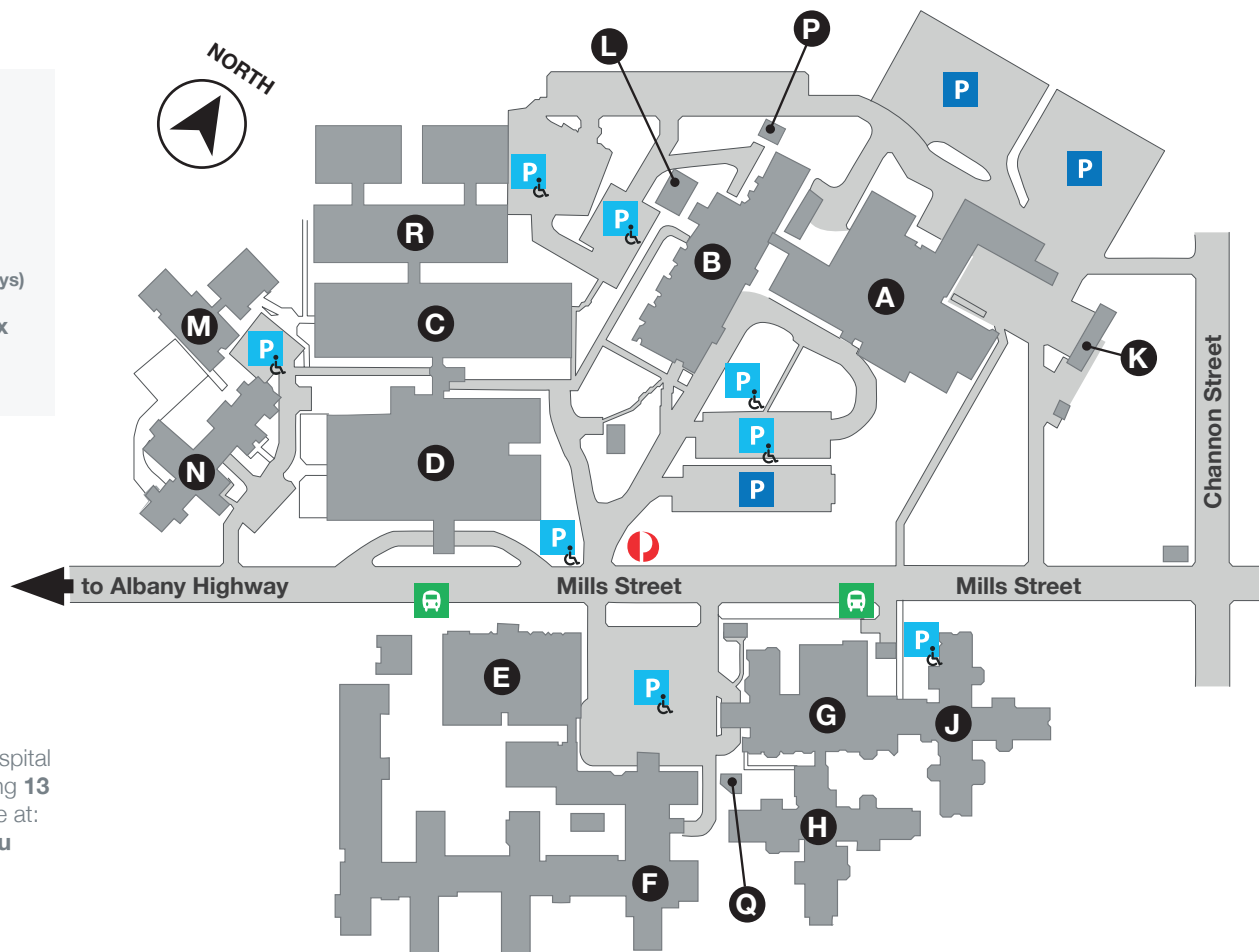 NORTH
L
P
P
P
P
P
R
B
A
ys)
M
C
x
P
K
P
Channon Street
P
N
D
P
P
to Albany Highway
Mills Street
Mills Street
P
E
P
G
J
spital
ng 13
e at:
u
H
F
Q